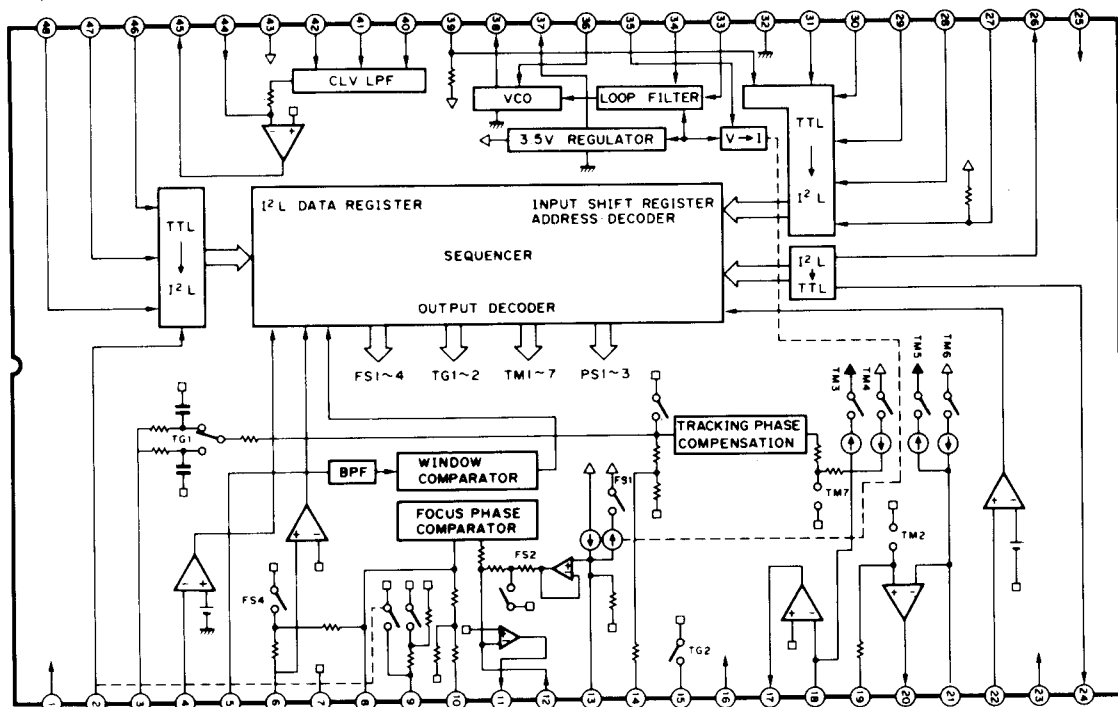 48 47 46 45 44 43 42 41 40 39 38 37 36 35 34 33 32 31 30 29 28 27 26 25
CLV LPF
VCO
LOOP FILTER
3.5V REGULATOR
V → I
TTL
↓
I²L
I²L DATA REGISTER
INPUT SHIFT REGISTER
ADDRESS DECODER
SEQUENCER
OUTPUT DECODER
TTL
↓
I²L
I²L
↓
TTL
FS1~4
TG1~2
TM1~7
PS1~3
TM3
TM4
TM5
TM6
TG1
BPF
WINDOW
COMPARATOR
TRACKING PHASE
COMPENSATION
FOCUS PHASE
COMPARATOR
FS1
FS2
FS4
TM7
TM2
TG2
1 2 3 4 5 6 7 8 9 10 11 12 13 14 15 16 17 18 19 20 21 22 23 24